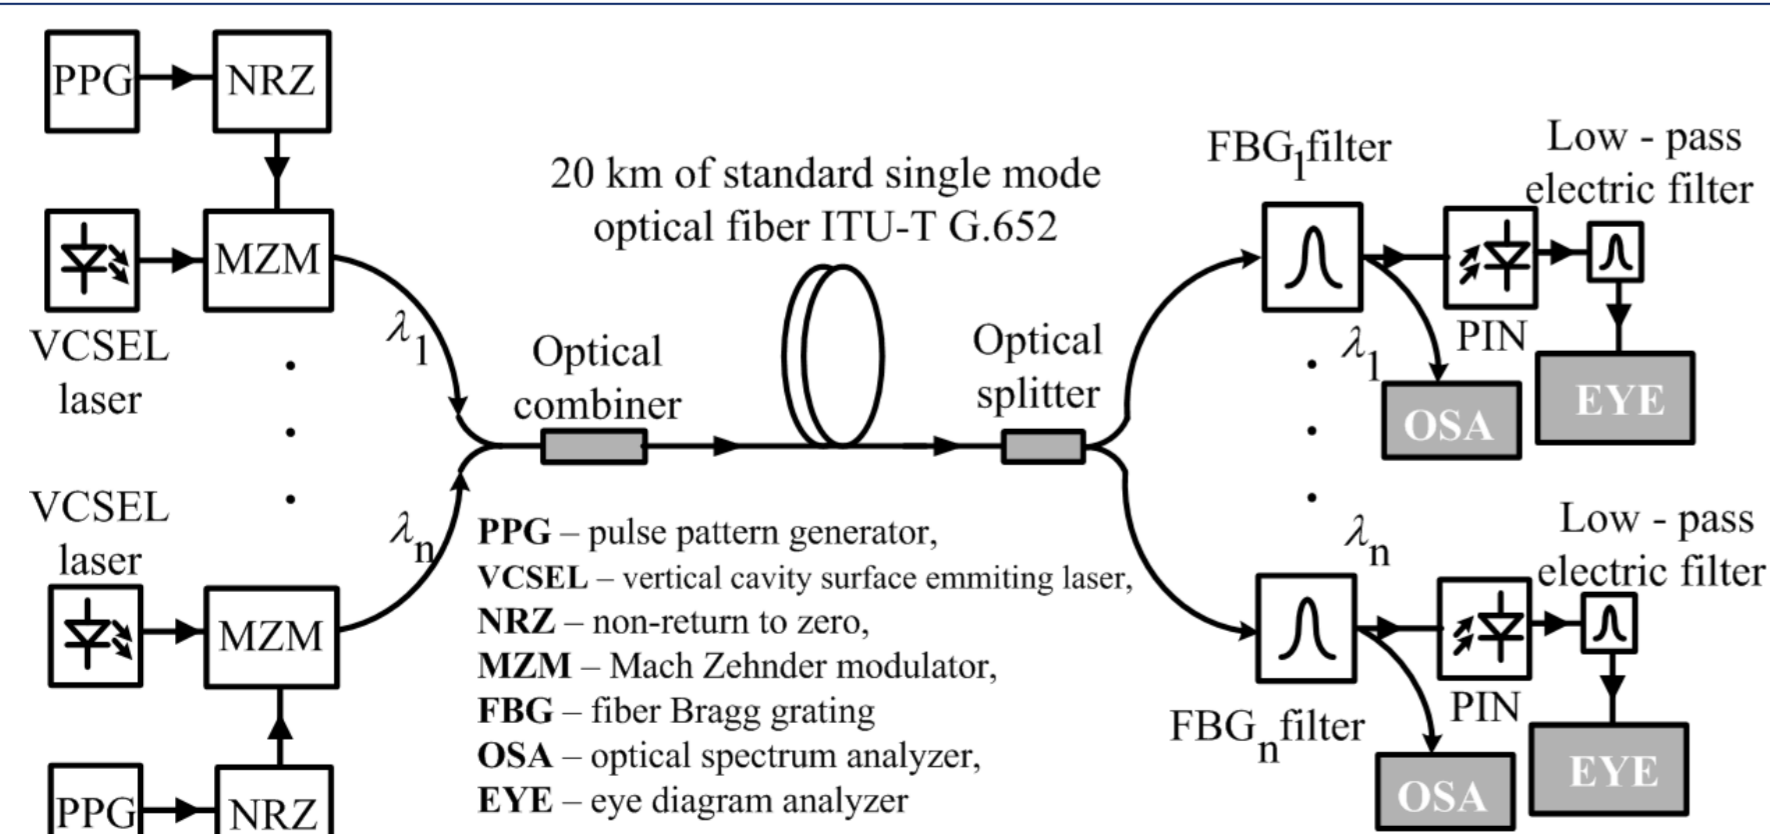 PPG
NRZ
MZM
VCSEL
laser
λ1
VCSEL
laser
λn
MZM
PPG
NRZ
Optical
combiner
20 km of standard single mode
optical fiber ITU-T G.652
Optical
splitter
PPG – pulse pattern generator,
VCSEL – vertical cavity surface emmiting laser,
NRZ – non-return to zero,
MZM – Mach Zehnder modulator,
FBG – fiber Bragg grating
OSA – optical spectrum analyzer,
EYE – eye diagram analyzer
FBG1filter
Low - pass
electric filter
λ1
PIN
OSA
EYE
λn
Low - pass
electric filter
FBGn filter
PIN
OSA
EYE